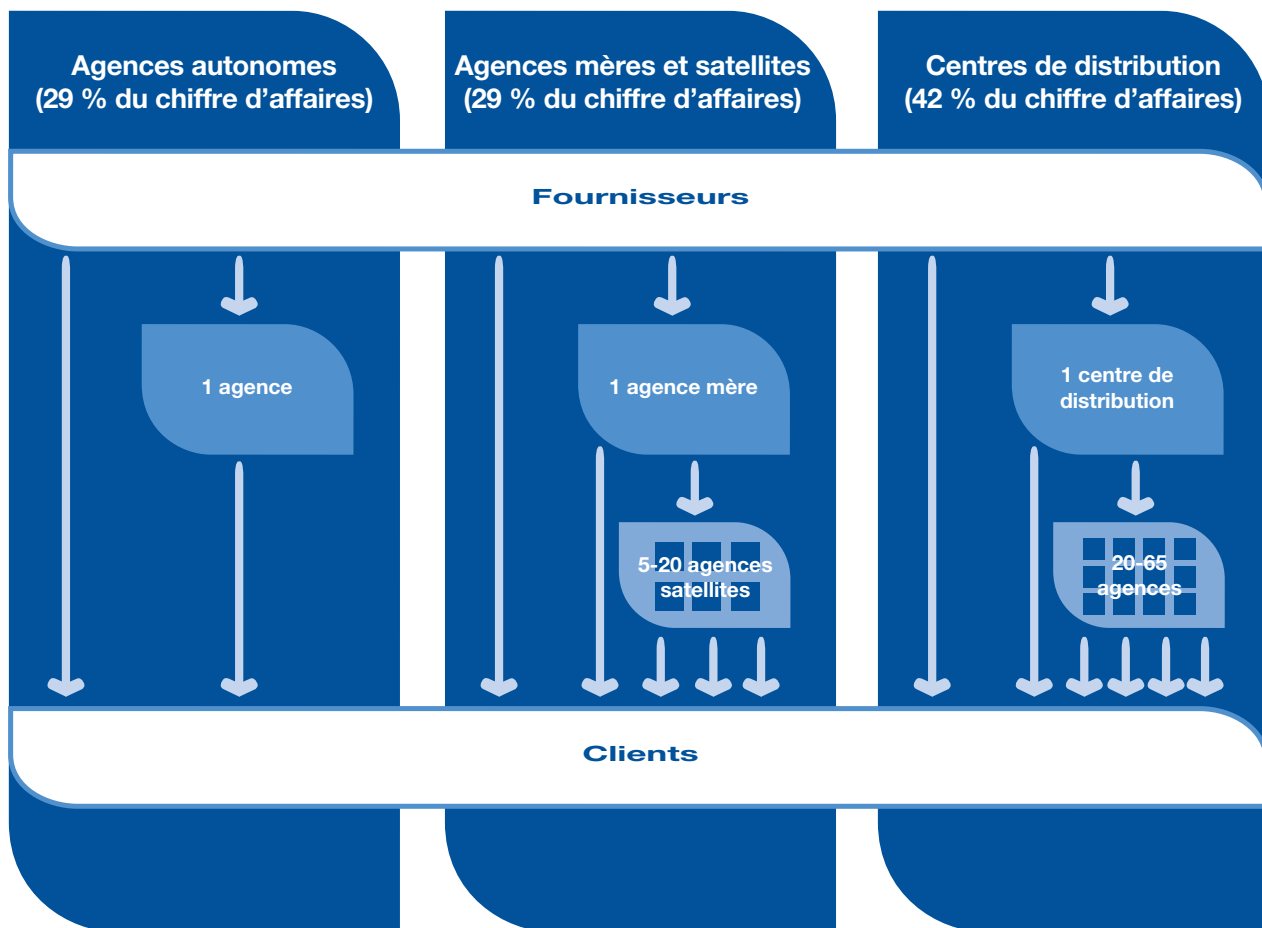 Agences autonomes
(29 % du chiffre d’affaires)
Agences mères et satellites
(29 % du chiffre d’affaires)
Centres de distribution
(42 % du chiffre d’affaires)
Fournisseurs
1 agence
1 agence mère
1 centre de
distribution
5-20 agences
satellites
20-65
agences
Clients